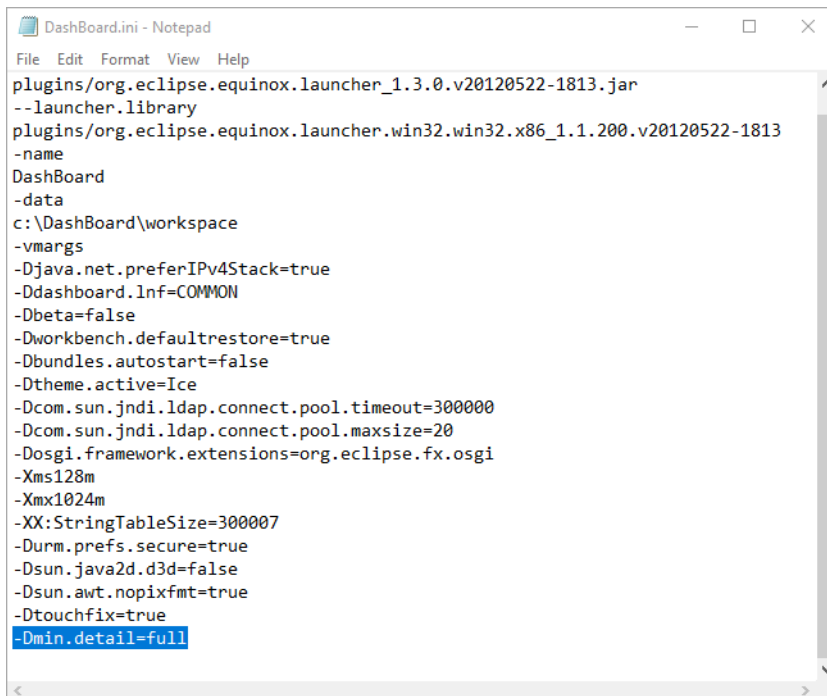 DashBoard.ini - Notepad
File Edit Format View Help
plugins/org.eclipse.equinox.launcher_1.3.0.v20120522-1813.jar
--launcher.library
plugins/org.eclipse.equinox.launcher.win32.win32.x86_1.1.200.v20120522-1813
-name
DashBoard
-data
c:\DashBoard\workspace
-vmargs
-Djava.net.preferIPv4Stack=true
-Ddashboard.lnf=COMMON
-Dbeta=false
-Dworkbench.defaultrestore=true
-Dbundles.autostart=false
-Dtheme.active=Ice
-Dcom.sun.jndi.ldap.connect.pool.timeout=300000
-Dcom.sun.jndi.ldap.connect.pool.maxsize=20
-Dosgi.framework.extensions=org.eclipse.fx.osgi
-Xms128m
-Xmx1024m
-XX:StringTableSize=300007
-Durm.prefs.secure=true
-Dsun.java2d.d3d=false
-Dsun.awt.nopixfmt=true
-Dtouchfix=true
-Dmin.detail=full